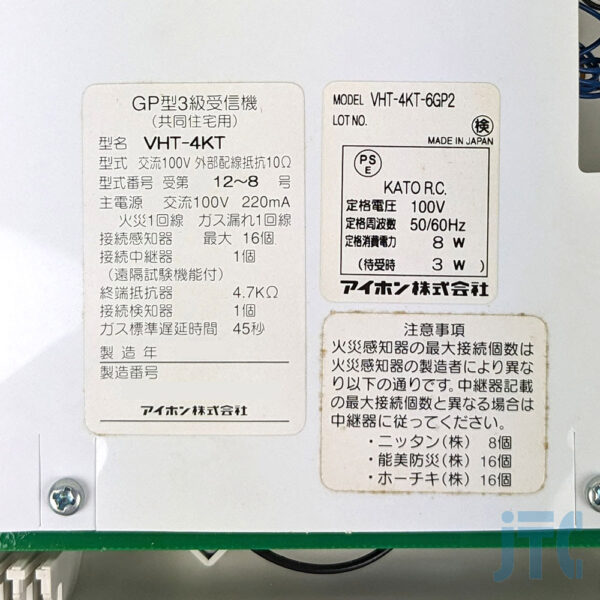 GP型3級受信機
(共同住宅用)
型名 VHT-4KT
型式 交流100V 外部配線抵抗10Ω
型式番号 受第 12〜8 号
主電源 交流100V 220mA
火災1回線 ガス漏れ1回線
接続感知器 最大 16個
接続中継器 1個
(遠隔試験機能付)
終端抵抗器 4.7KΩ
接続検知器 1個
ガス標準遅延時間 45秒
製造年
製造番号
アイホン株式会社
MODEL VHT-4KT-6GP2
LOT NO.
検
MADE IN JAPAN
PS
E
KATO R.C.
定格電圧 100V
定格周波数 50/60Hz
定格消費電力 8 W
(待受時 3 W)
アイホン株式会社
注意事項
火災感知器の最大接続個数は
火災感知器の製造者により異な
り以下の通りです。中継器記載
の最大接続個数と異なる場合は
中継器に従ってください。
・ニッタン(株) 8個
・能美防災(株) 16個
・ホーチキ(株) 16個
JTC